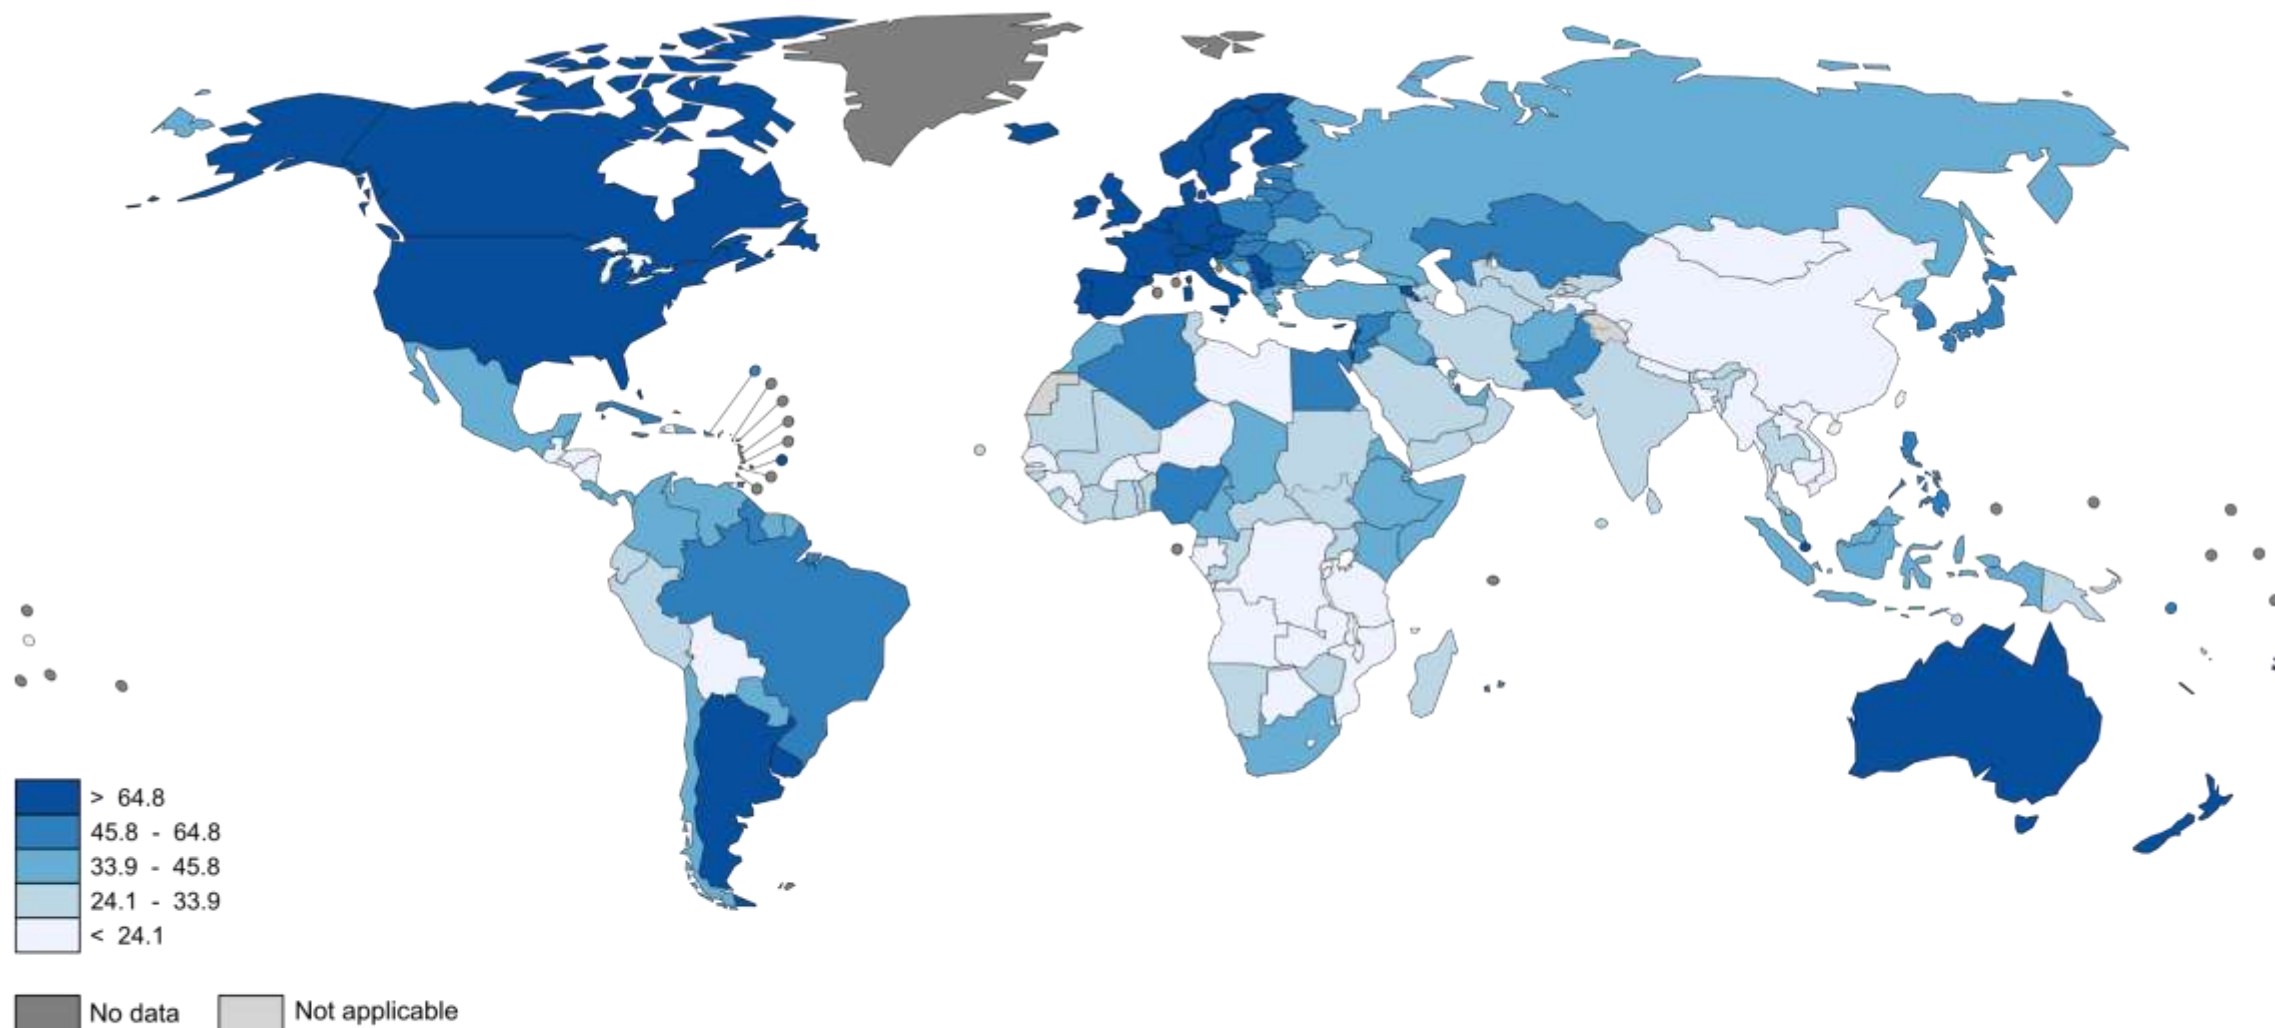 > 64.8
45.8 - 64.8
33.9 - 45.8
24.1 - 33.9
< 24.1
No data
Not applicable